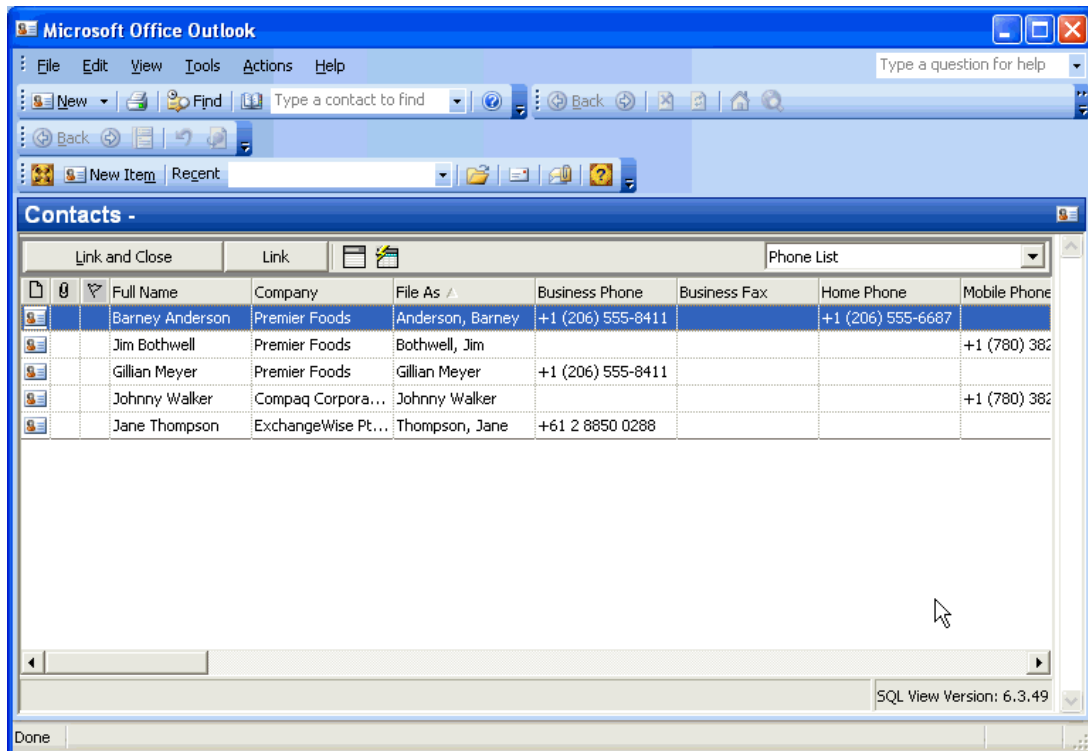 Microsoft Office Outlook
File Edit View Tools Actions Help Type a question for help
New Find Type a contact to find Back
Back
New Item Recent
Contacts -
Link and Close Link Phone List
Full Name Company File As Business Phone Business Fax Home Phone Mobile Phone
Barney Anderson Premier Foods Anderson, Barney +1 (206) 555-8411 +1 (206) 555-6687
Jim Bothwell Premier Foods Bothwell, Jim +1 (780) 382
Gillian Meyer Premier Foods Gillian Meyer +1 (206) 555-8411
Johnny Walker Compaq Corpora... Johnny Walker +1 (780) 382
Jane Thompson ExchangeWise Pt... Thompson, Jane +61 2 8850 0288
SQL View Version: 6.3.49
Done